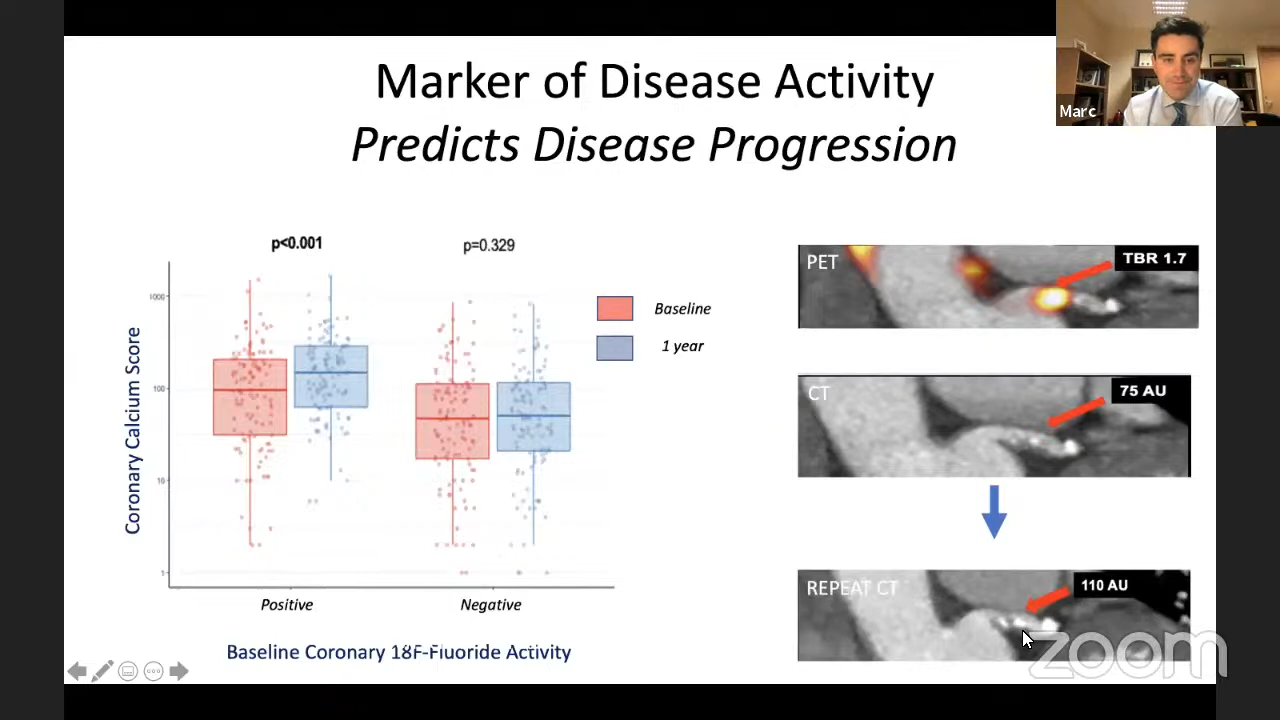 Marker of Disease Activity
Predicts Disease Progression
Marc
p<0.001
p=0.329
Baseline
1 year
1000
100
10
1
Coronary Calcium Score
Positive
Negative
Baseline Coronary 18F-Fluoride Activity
PET
TBR 1.7
CT
75 AU
REPEAT CT
110 AU
zoom